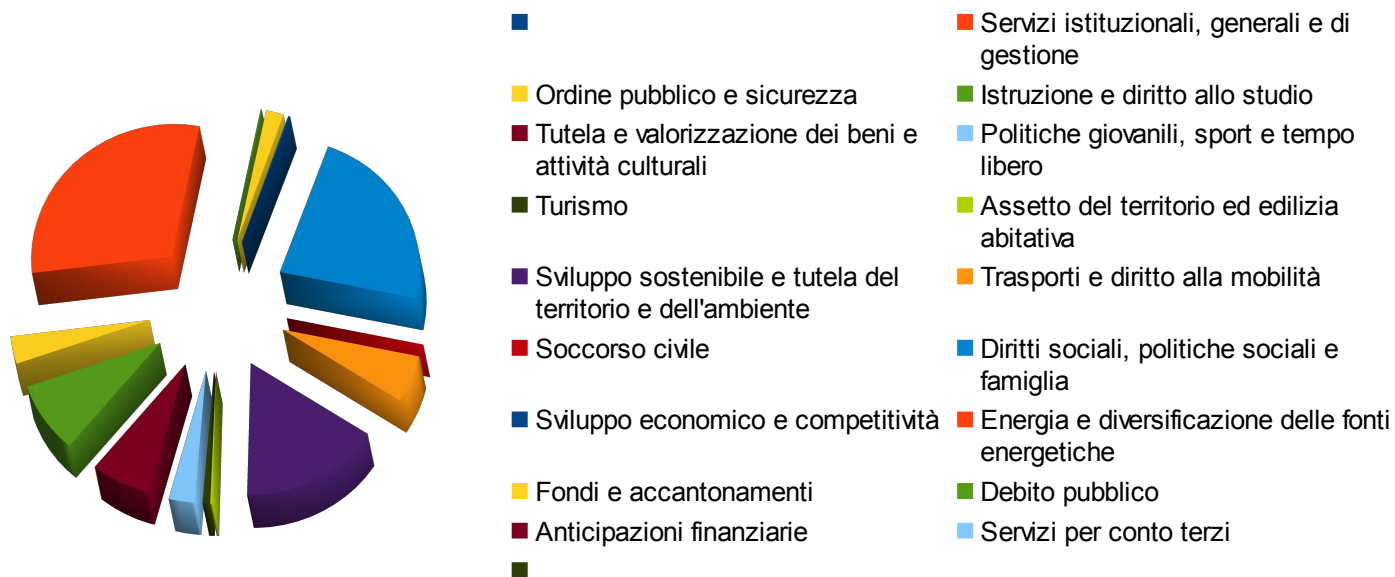 Servizi istituzionali, generali e di
gestione
Ordine pubblico e sicurezza
Istruzione e diritto allo studio
Tutela e valorizzazione dei beni e
attività culturali
Politiche giovanili, sport e tempo
libero
Turismo
Assetto del territorio ed edilizia
abitativa
Sviluppo sostenibile e tutela del
territorio e dell'ambiente
Trasporti e diritto alla mobilità
Soccorso civile
Diritti sociali, politiche sociali e
famiglia
Sviluppo economico e competitività
Energia e diversificazione delle fonti
energetiche
Fondi e accantonamenti
Debito pubblico
Anticipazioni finanziarie
Servizi per conto terzi